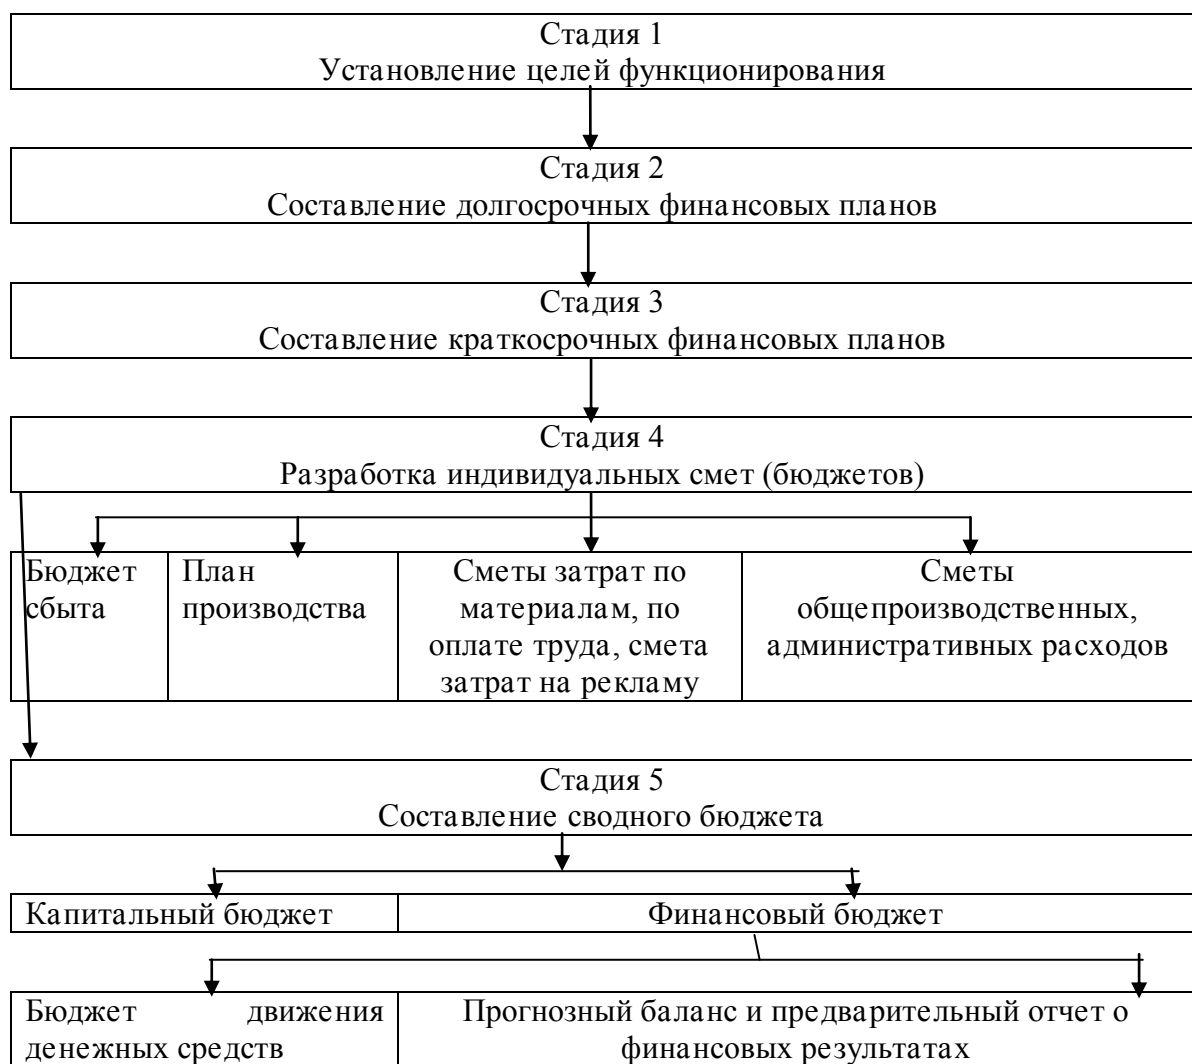 Стадия 1
Установление целей функционирования
Стадия 2
Составление долгосрочных финансовых планов
Стадия 3
Составление краткосрочных финансовых планов
Стадия 4
Разработка индивидуальных смет (бюджетов)
Бюджет
сбыта
План
производства
Сметы затрат по
материалам, по
оплате труда, смета
затрат на рекламу
Сметы
общепроизводственных,
административных расходов
Стадия 5
Составление сводного бюджета
Капитальный бюджет
Финансовый бюджет
Бюджет движения
денежных средств
Прогнозный баланс и предварительный отчет о
финансовых результатах